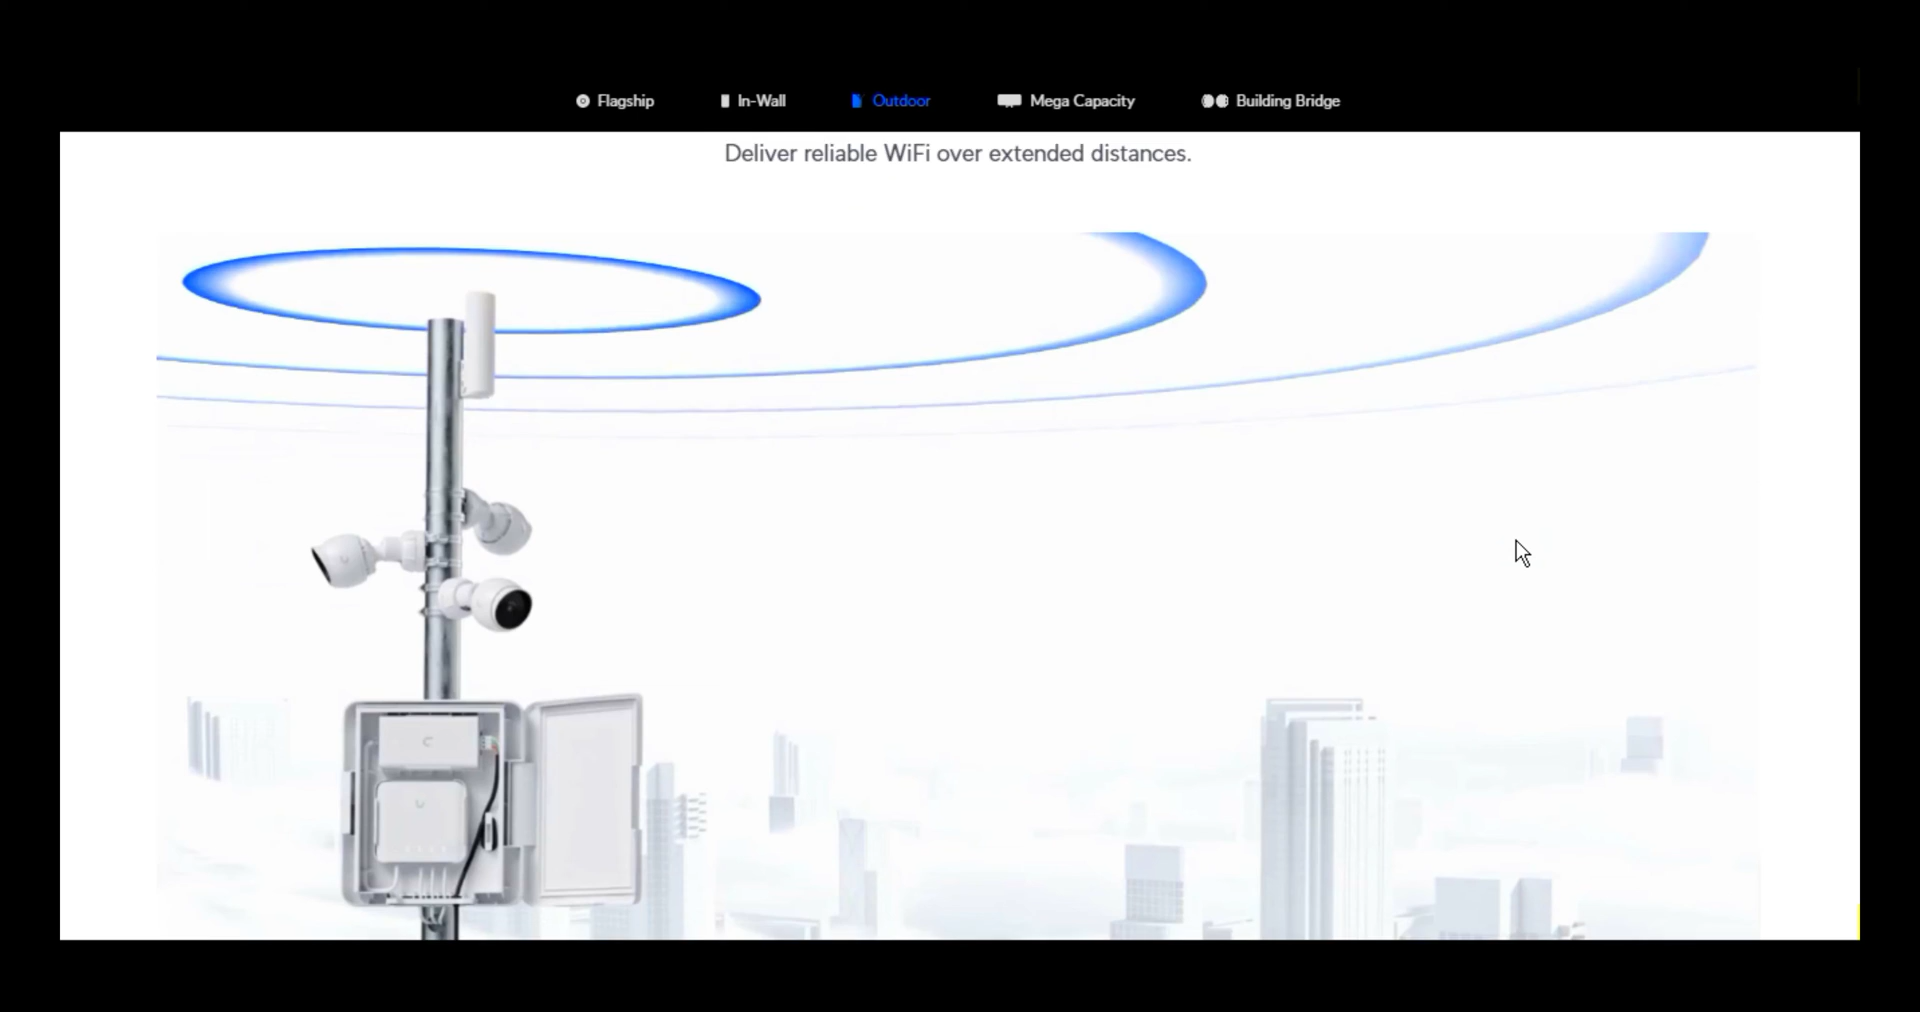 Flagship
In-Wall
Outdoor
Mega Capacity
Building Bridge
Deliver reliable WiFi over extended distances.